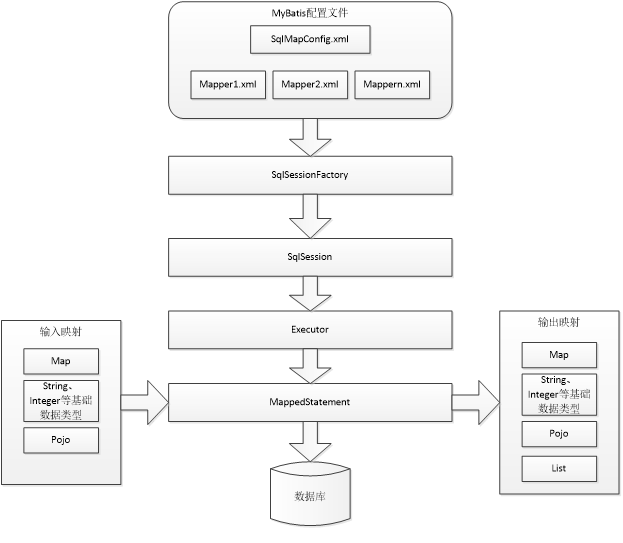 MyBatis配置文件
SqlMapConfig.xml
Mapper1.xml
Mapper2.xml
Mappern.xml
SqlSessionFactory
SqlSession
Executor
MappedStatement
数据库
输入映射
Map
String、
Integer等基础
数据类型
Pojo
输出映射
Map
String、
Integer等基础
数据类型
Pojo
List